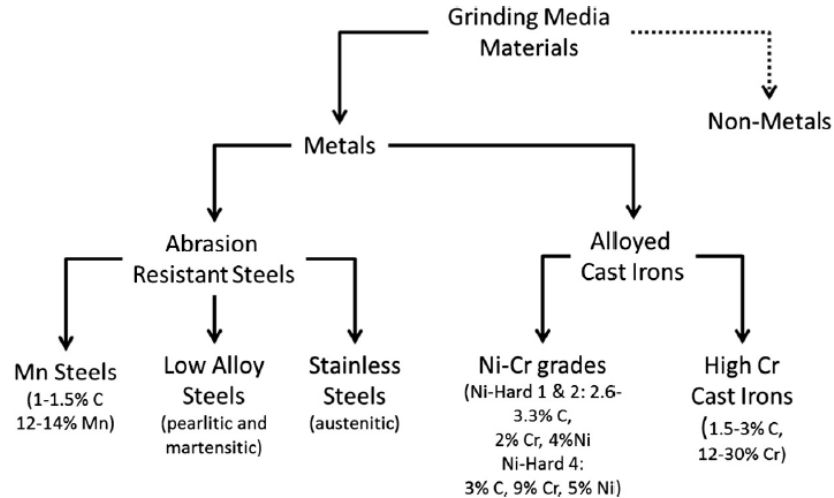 Grinding Media
Materials
Non-Metals
Metals
Abrasion
Resistant Steels
Alloyed
Cast Irons
Mn Steels
(1-1.5% C
12-14% Mn)
Low Alloy
Steels
(pearlitic and
martensitic)
Stainless
Steels
(austenitic)
Ni-Cr grades
(Ni-Hard 1 & 2: 2.6-
3.3% C,
2% Cr, 4%Ni
Ni-Hard 4:
3% C, 9% Cr, 5% Ni)
High Cr
Cast Irons
(1.5-3% C,
12-30% Cr)